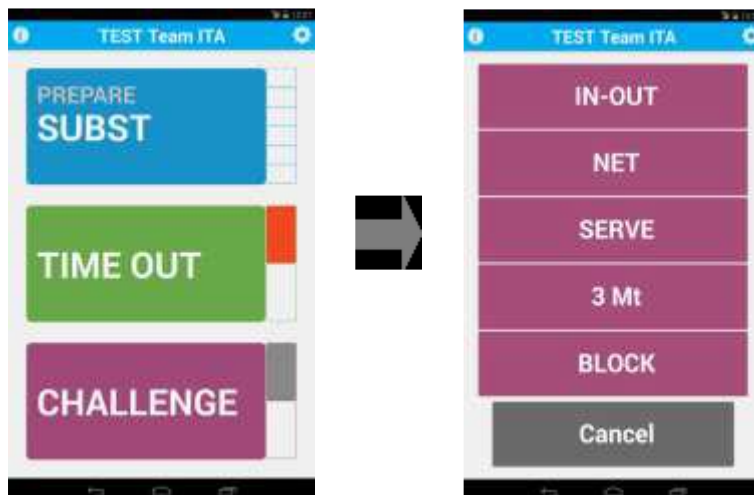 TEST Team ITA
PREPARE
SUBST
TIME OUT
CHALLENGE
TEST Team ITA
IN-OUT
NET
SERVE
3 Mt
BLOCK
Cancel